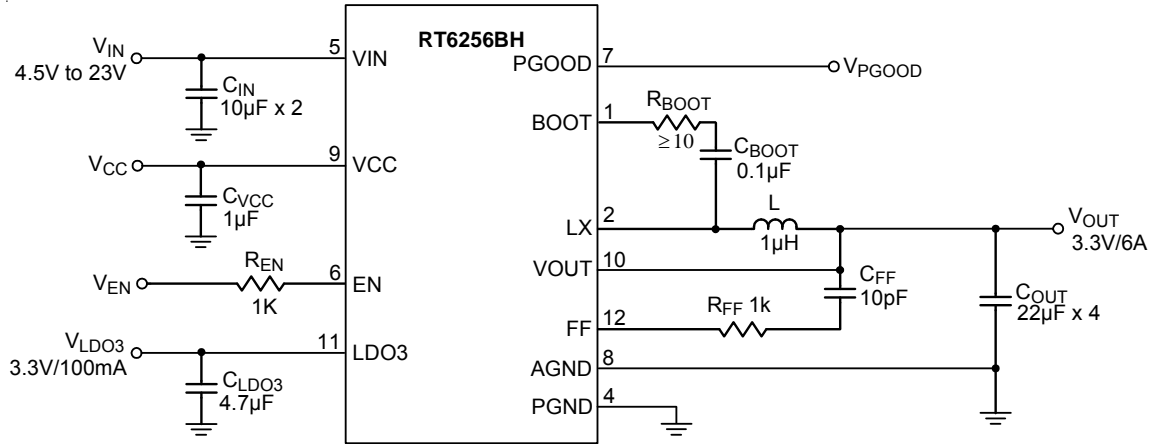 RT6256BH
VIN
4.5V to 23V
5
VIN
CIN
10µF x 2
VCC
9
VCC
CVCC
1µF
VEN
REN
1K
6
EN
VLDO3
3.3V/100mA
11
LDO3
CLDO3
4.7µF
PGOOD
7
VPGOOD
BOOT
1
RBOOT
≥10
CBOOT
0.1µF
LX
2
L
1µH
VOUT
3.3V/6A
VOUT
10
CFF
10pF
FF
12
RFF 1k
COUT
22µF x 4
AGND
8
PGND
4